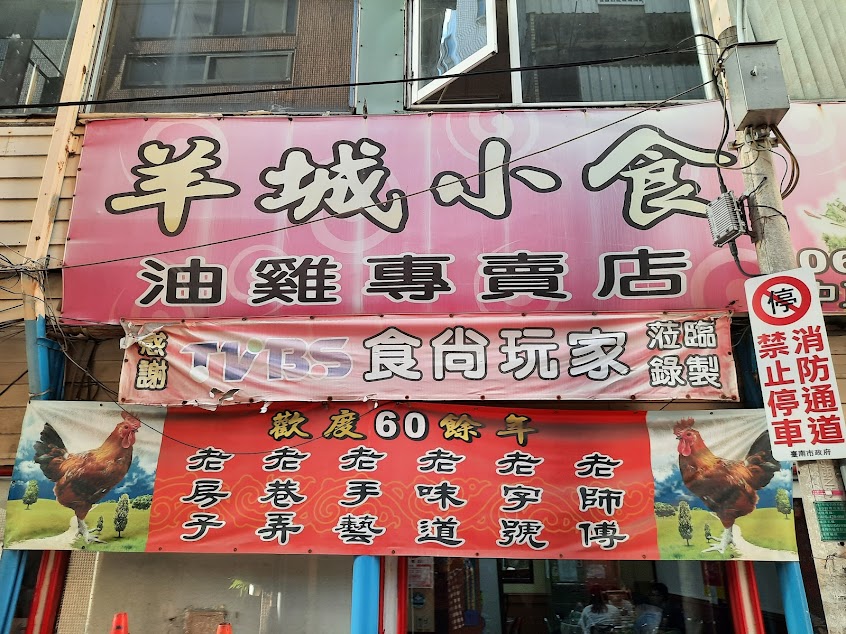 羊城小食
油雞專賣店
感謝 TVBS 食尚玩家 蒞臨錄製
歡度60餘年
老師傅
老字號
老味道
老手藝
老巷弄
老房子
停
消防通道
禁止停車
臺南市政府